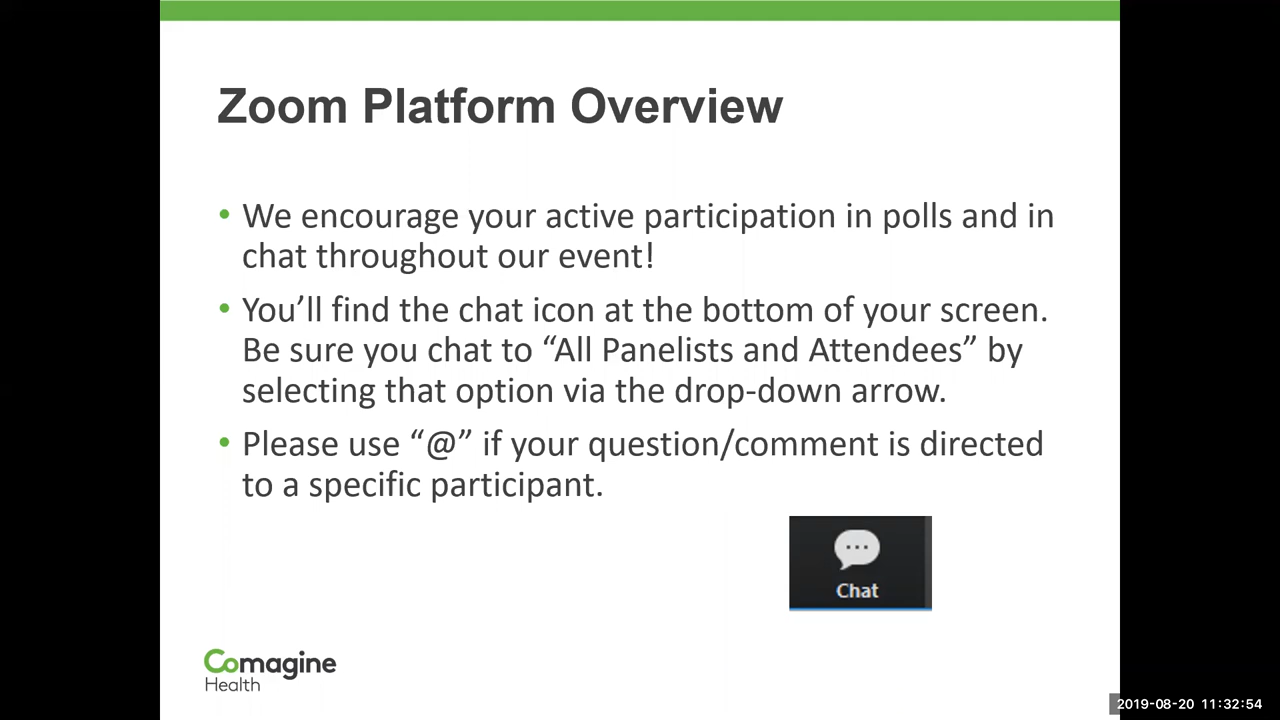 Zoom Platform Overview
• We encourage your active participation in polls and in
chat throughout our event!
• You’ll find the chat icon at the bottom of your screen.
Be sure you chat to “All Panelists and Attendees” by
selecting that option via the drop-down arrow.
• Please use “@” if your question/comment is directed
to a specific participant.
Chat
Comagine
Health
2019-08-20 11:32:54